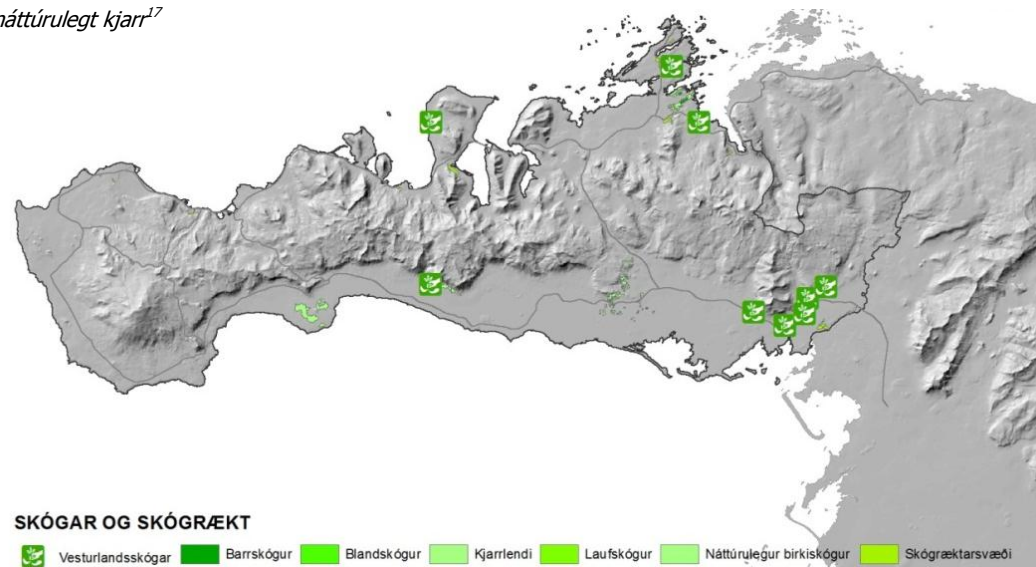 náttúrulegt kjarr17
SKÓGAR OG SKÓGRÆKT
Vesturlandsskógar Barrskógur Blandskógur Kjarrlendi Laufskógur Náttúrulegur birkiskógur Skógræktarsvæði